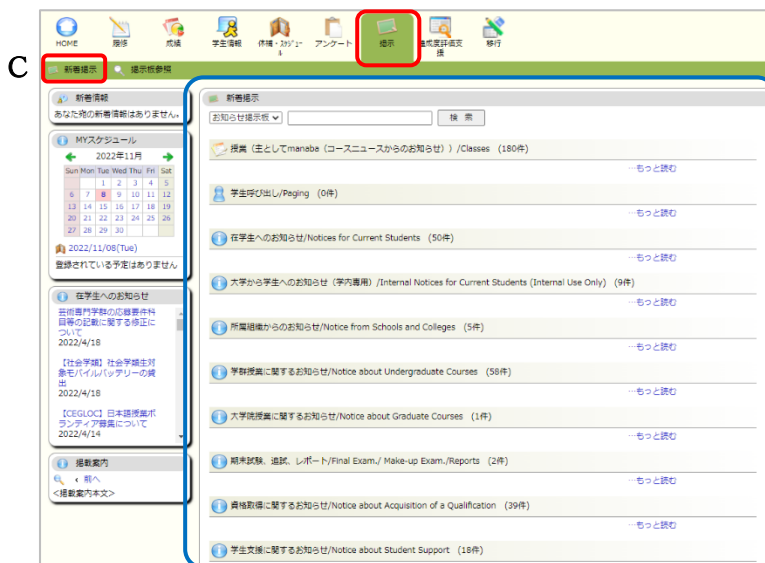 HOME
履修
成績
学生情報
休補・スケジュール
アンケート
掲示
達成度評価支援
移行
C
新着掲示
掲示板参照
新着情報
あなた宛の新着情報はありません。
MYスケジュール
2022年11月
Sun Mon Tue Wed Thu Fri Sat
1 2 3 4 5
6 7 8 9 10 11 12
13 14 15 16 17 18 19
20 21 22 23 24 25 26
27 28 29 30
2022/11/08(Tue)
登録されている予定はありません
在学生へのお知らせ
芸術専門学群の応募要件科
目等の記載に関する修正に
ついて
2022/4/18
【社会学類】社会学類生対
象モバイルバッテリーの貸
出
2022/4/18
【CEGLOC】日本語授業ボ
ランティア募集について
2022/4/14
掲載案内
‹ 前へ
<掲載案内本文>
新着掲示
お知らせ掲示板
検 索
授業（主としてmanaba（コースニュースからのお知らせ））/Classes (180件)
…もっと読む
学生呼び出し/Paging (0件)
…もっと読む
在学生へのお知らせ/Notices for Current Students (50件)
…もっと読む
大学から学生へのお知らせ（学内専用）/Internal Notices for Current Students (Internal Use Only) (9件)
…もっと読む
所属組織からのお知らせ/Notice from Schools and Colleges (5件)
…もっと読む
学群授業に関するお知らせ/Notice about Undergraduate Courses (58件)
…もっと読む
大学院授業に関するお知らせ/Notice about Graduate Courses (1件)
…もっと読む
期末試験、追試、レポート/Final Exam./ Make-up Exam./Reports (2件)
…もっと読む
資格取得に関するお知らせ/Notice about Acquisition of a Qualification (39件)
…もっと読む
学生支援に関するお知らせ/Notice about Student Support (18件)